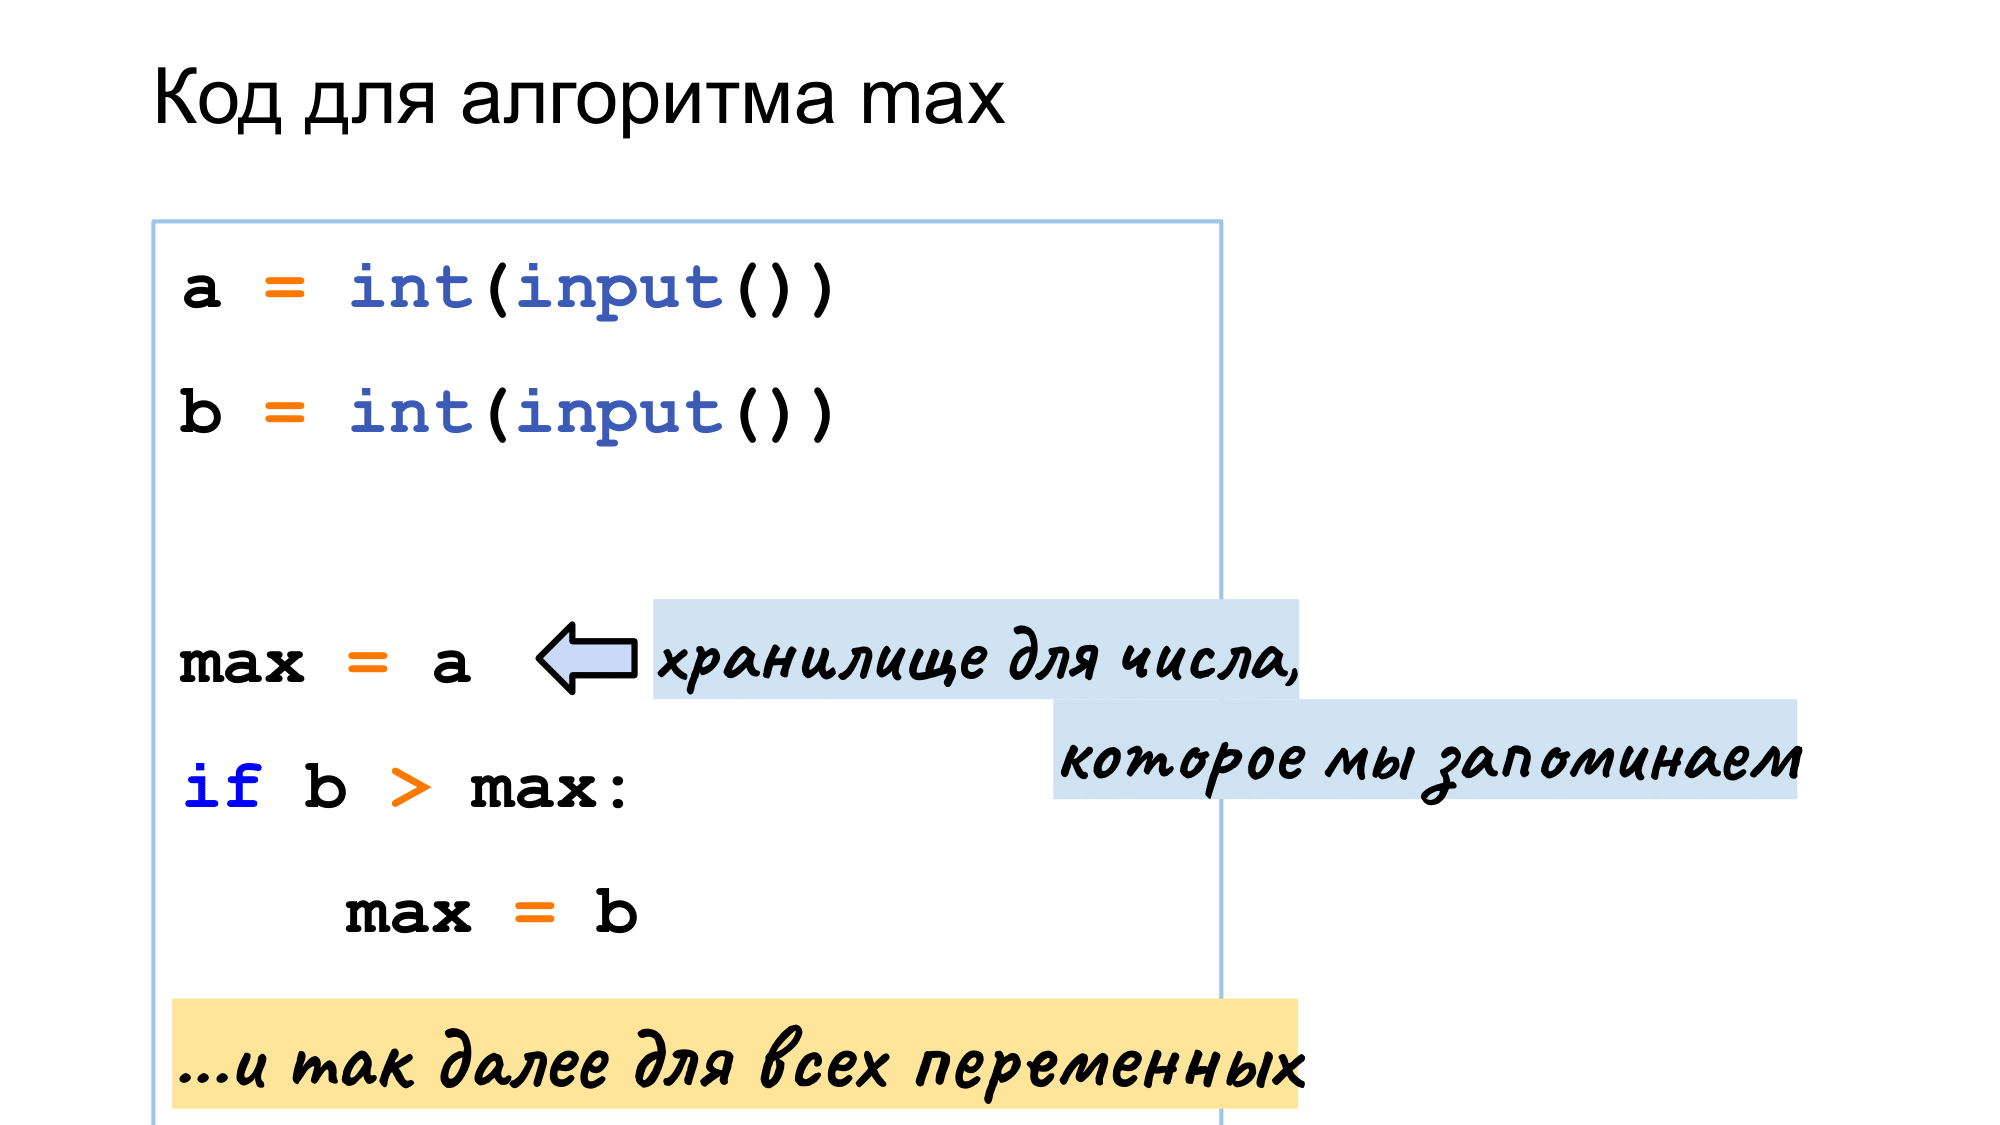 Код для алгоритма max
a = int(input())
b = int(input())
max = a
хранилище для числа,
которое мы запоминаем
if b > max:
    max = b
...и так далее для всех переменных